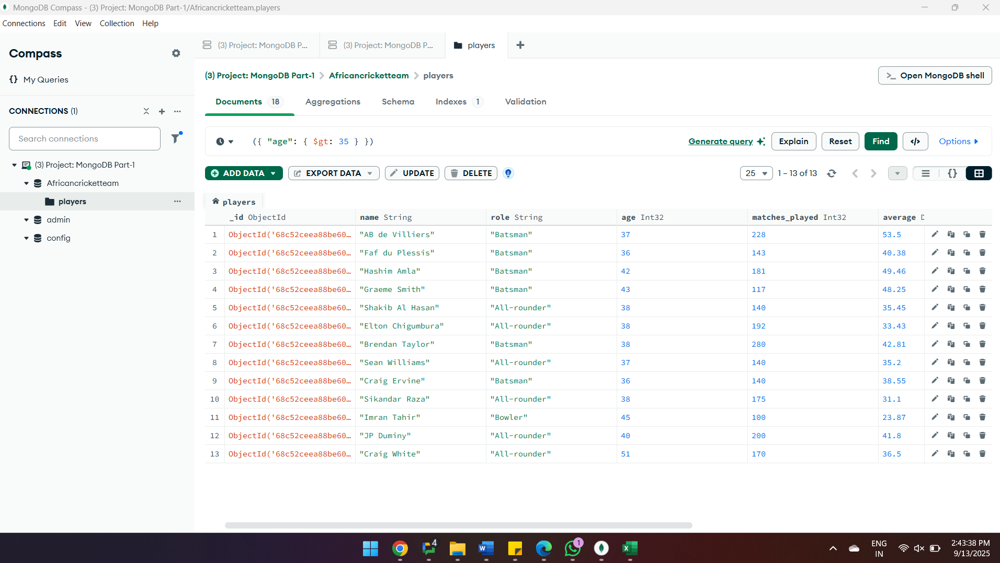 MongoDB Compass - (3) Project: MongoDB Part-1/Africancricketteam.players
Connections Edit View Collection Help
Compass
{} My Queries
CONNECTIONS (1)
Search connections
(3) Project: MongoDB Part-1
Africancricketteam
players
admin
config
(3) Project: MongoDB P... (3) Project: MongoDB P... players
(3) Project: MongoDB Part-1 > Africancricketteam > players
>_ Open MongoDB shell
Documents 18 Aggregations Schema Indexes 1 Validation
({ "age": { $gt: 35 } })
Generate query Explain Reset Find </> Options
ADD DATA EXPORT DATA UPDATE DELETE
25 1 – 13 of 13 {}
players
_id ObjectId name String role String age Int32 matches_played Int32 average D
1 ObjectId('68c52ceea88be60… "AB de Villiers" "Batsman" 37 228 53.5
2 ObjectId('68c52ceea88be60… "Faf du Plessis" "Batsman" 36 143 40.38
3 ObjectId('68c52ceea88be60… "Hashim Amla" "Batsman" 42 181 49.46
4 ObjectId('68c52ceea88be60… "Graeme Smith" "Batsman" 43 117 48.25
5 ObjectId('68c52ceea88be60… "Shakib Al Hasan" "All-rounder" 38 140 35.45
6 ObjectId('68c52ceea88be60… "Elton Chigumbura" "All-rounder" 38 192 33.43
7 ObjectId('68c52ceea88be60… "Brendan Taylor" "Batsman" 38 280 42.81
8 ObjectId('68c52ceea88be60… "Sean Williams" "All-rounder" 37 140 35.2
9 ObjectId('68c52ceea88be60… "Craig Ervine" "Batsman" 36 140 38.55
10 ObjectId('68c52ceea88be60… "Sikandar Raza" "All-rounder" 38 175 31.1
11 ObjectId('68c52ceea88be60… "Imran Tahir" "Bowler" 45 100 23.87
12 ObjectId('68c52ceea88be60… "JP Duminy" "All-rounder" 40 200 41.8
13 ObjectId('68c52ceea88be60… "Craig White" "All-rounder" 51 170 36.5
4 W 1 X
ENG
IN
2:43:38 PM
9/13/2025